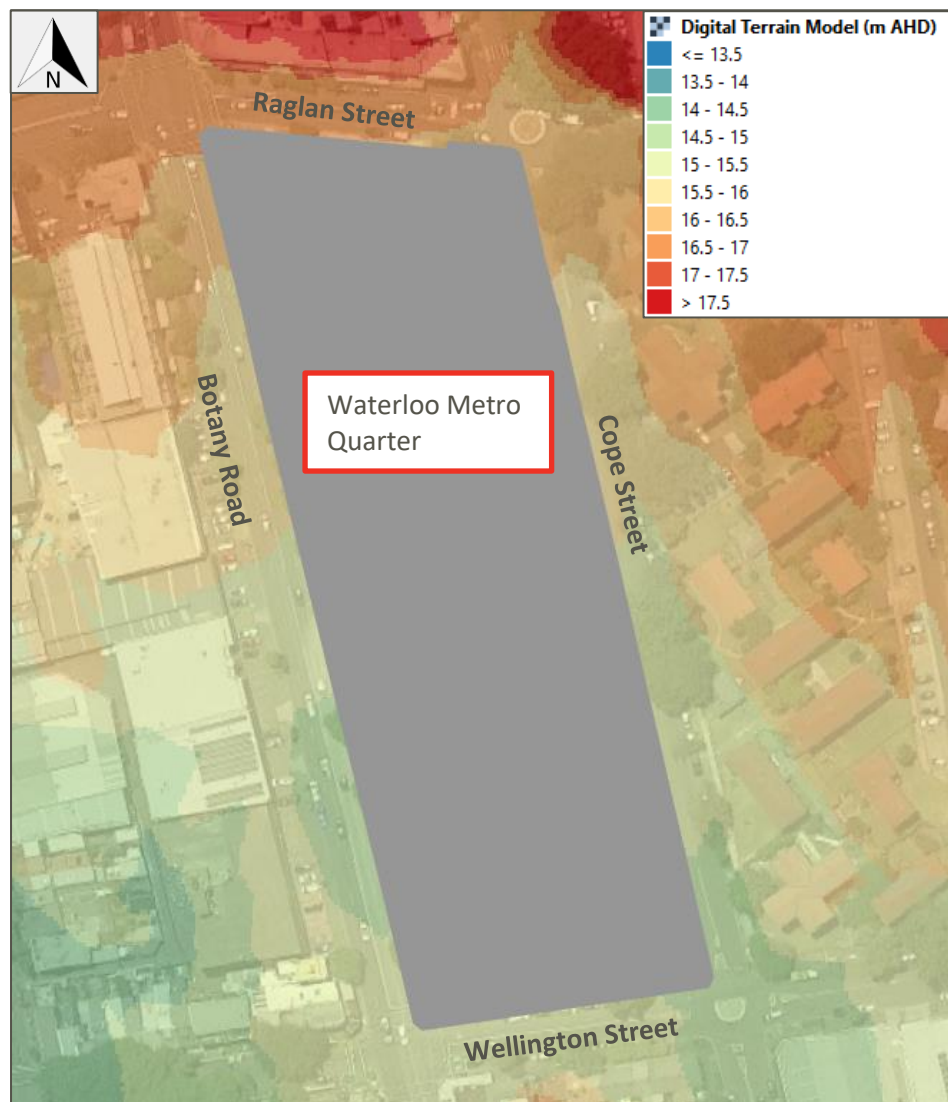 N
Digital Terrain Model (m AHD)
<= 13.5
13.5 - 14
14 - 14.5
14.5 - 15
15 - 15.5
15.5 - 16
16 - 16.5
16.5 - 17
17 - 17.5
> 17.5
Raglan Street
Waterloo Metro
Quarter
Botany Road
Cope Street
Wellington Street